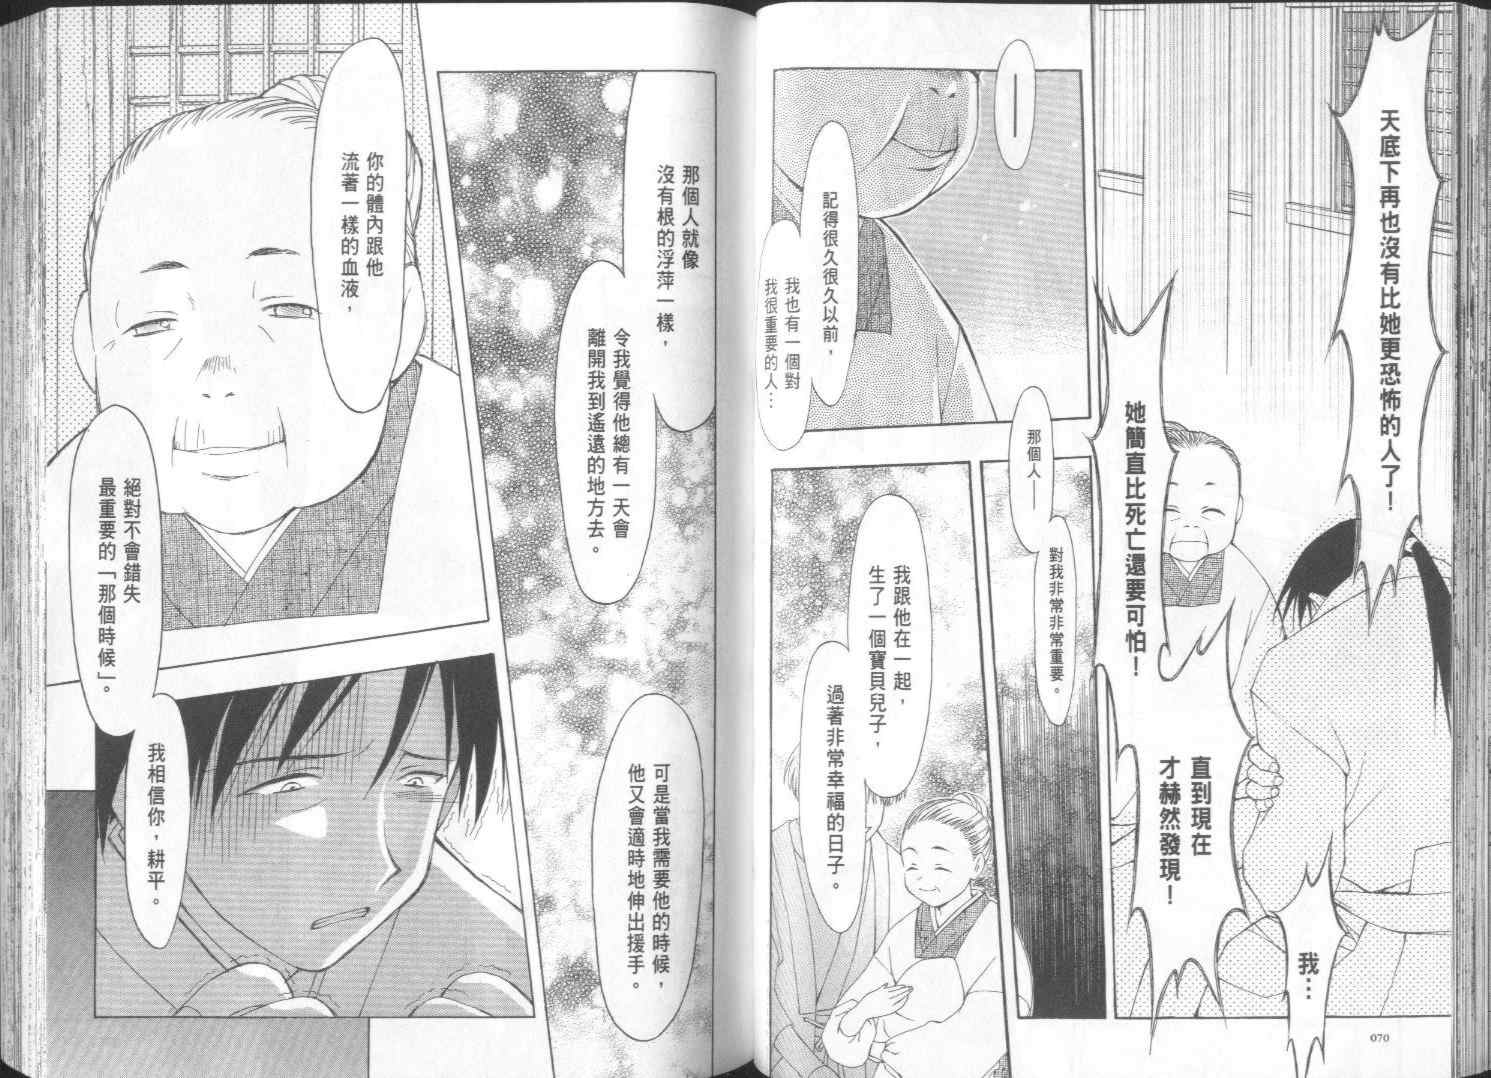 天底下再也沒有比她更恐怖的人了！
她簡直比死亡還要可怕！
直到現在
才赫然發現！
我…
—
記得很久很久以前，
我也有一個對
我很重要的人…
那個人—
對我非常非常重要。
我跟他在一起，
生了一個寶貝兒子，
過著非常幸福的日子。
070
那個人就像
沒有根的浮萍一樣，
令我覺得他總有一天會
離開我到遙遠的地方去。
可是當我需要他的時候，
他又會適時地伸出援手。
你的體內跟他
流著一樣的血液，
絕對不會錯失
最重要的「那個時候」。
我相信你，耕平。